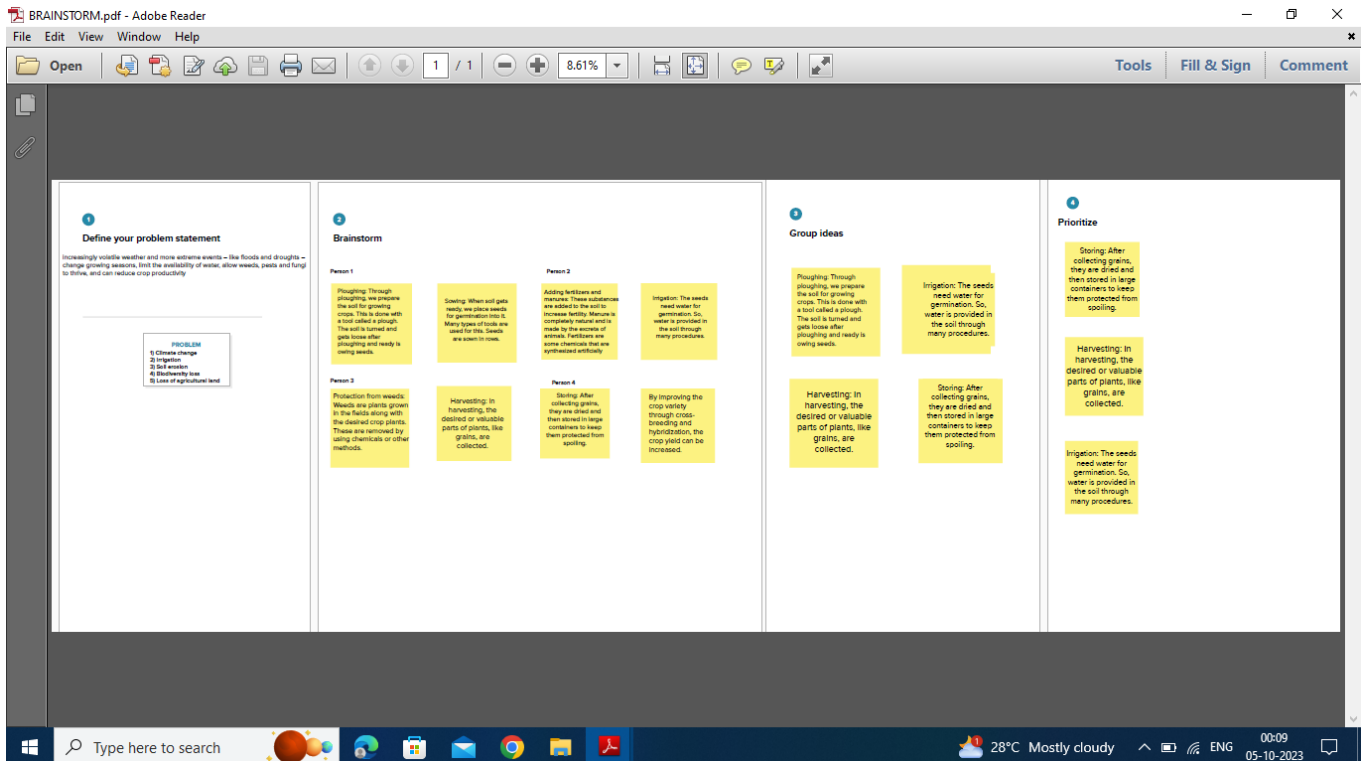 BRAINSTORM.pdf - Adobe Reader
File Edit View Window Help
Open
1 / 1
8.61%
Tools
Fill & Sign
Comment
1
Define your problem statement
Increasingly volatile weather and more extreme events – like floods and droughts –
change growing seasons, limit the availability of water, allow weeds, pests and fungi
to thrive, and can reduce crop productivity
PROBLEM
1) Climate change
2) Irrigation
3) Soil erosion
4) Biodiversity loss
5) Loss of agricultural land
2
Brainstorm
Person 1
Ploughing: Through
ploughing, we prepare
the soil for growing
crops. This is done with
a tool called a plough.
The soil is turned and
gets loose after
ploughing and ready is
owing seeds.
Sowing: When soil gets
ready, we place seeds
for germination into it.
Many types of tools are
used for this. Seeds
are sown in rows.
Person 2
Adding fertilizers and
manures: These substances
are added to the soil to
increase fertility. Manure is
completely natural and is
made by the excreta of
animals. Fertilizers are
some chemicals that are
synthesized artificially
Irrigation: The seeds
need water for
germination. So,
water is provided in
the soil through
many procedures.
Person 3
Protection from weeds:
Weeds are plants grown
in the fields along with
the desired crop plants.
These are removed by
using chemicals or other
methods.
Harvesting: In
harvesting, the
desired or valuable
parts of plants, like
grains, are
collected.
Person 4
Storing: After
collecting grains,
they are dried and
then stored in large
containers to keep
them protected from
spoiling.
By improving the
crop variety
through cross-
breeding and
hybridization, the
crop yield can be
increased.
3
Group ideas
Ploughing: Through
ploughing, we prepare
the soil for growing
crops. This is done with
a tool called a plough.
The soil is turned and
gets loose after
ploughing and ready is
owing seeds.
Irrigation: The seeds
need water for
germination. So,
water is provided in
the soil through
many procedures.
Harvesting: In
harvesting, the
desired or valuable
parts of plants, like
grains, are
collected.
Storing: After
collecting grains,
they are dried and
then stored in large
containers to keep
them protected from
spoiling.
4
Prioritize
Storing: After
collecting grains,
they are dried and
then stored in large
containers to keep
them protected from
spoiling.
Harvesting: In
harvesting, the
desired or valuable
parts of plants, like
grains, are
collected.
Irrigation: The seeds
need water for
germination. So,
water is provided in
the soil through
many procedures.
Type here to search
1
28°C Mostly cloudy
ENG
00:09
05-10-2023